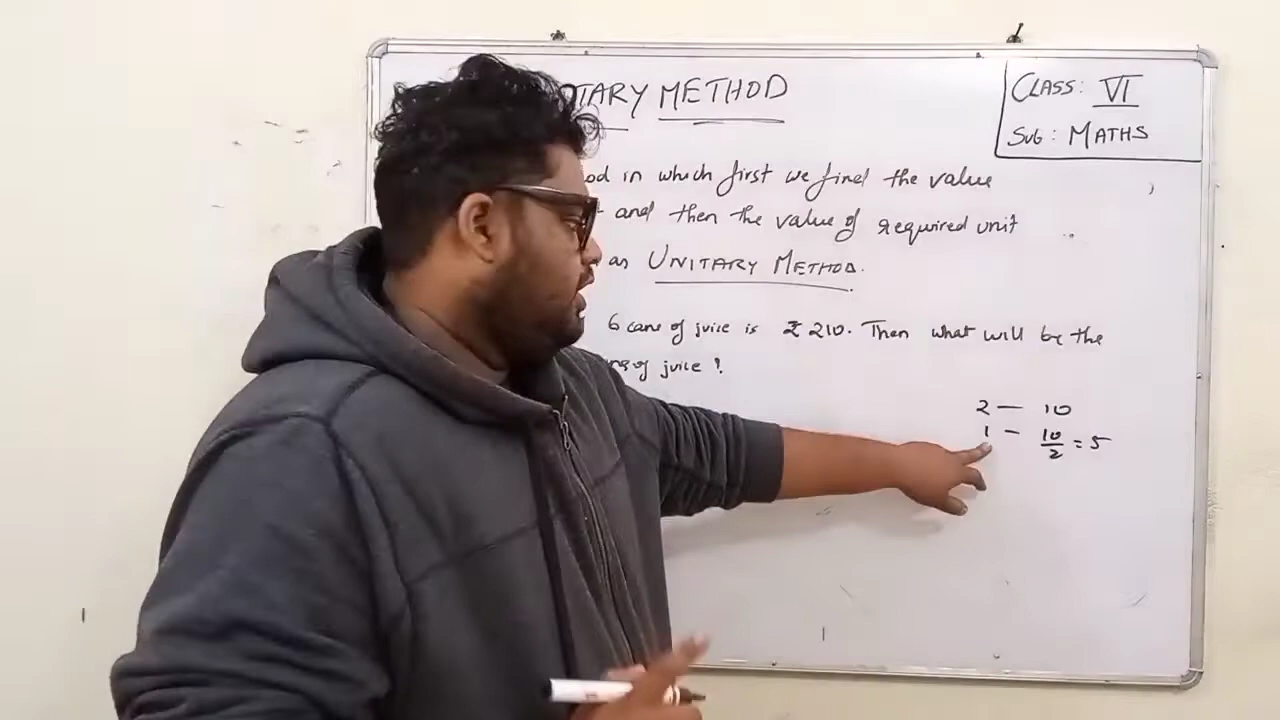 METHOD
CLASS: VI
SUB: MATHS
in which first we find the value
and then the value of required unit
as UNITARY METHOD.
6 cans of juice is ₹ 210. Then what will be the
of juice ?
2 — 10
1 — 10/2 = 5